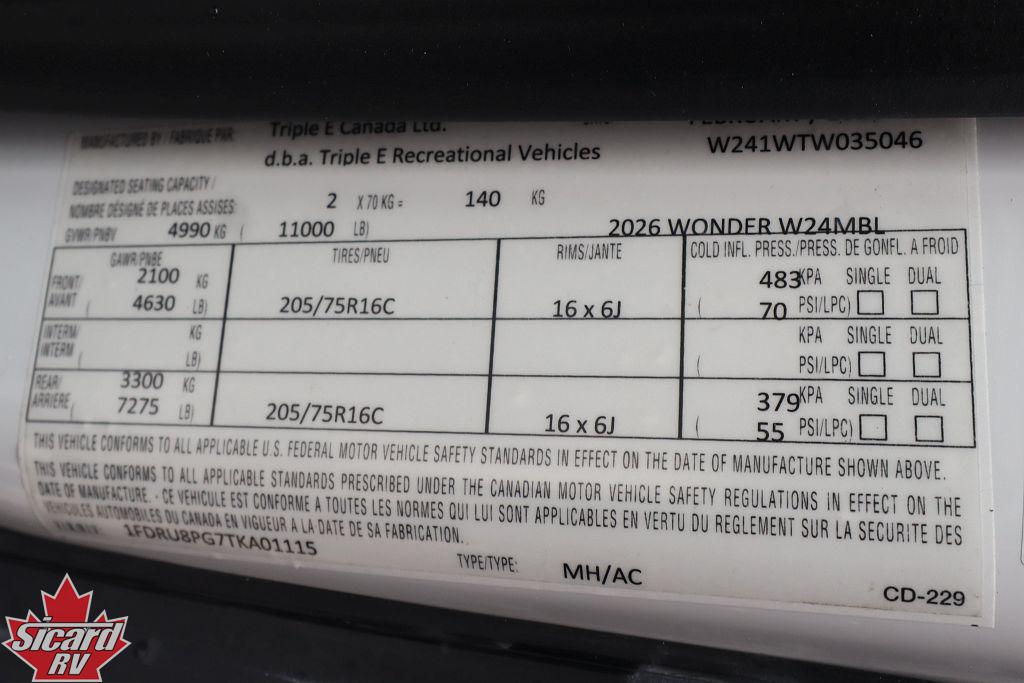 MANUFACTURED BY / FABRIQUE PAR: Triple E Canada Ltd.
d.b.a. Triple E Recreational Vehicles W241WTW035046
DESIGNATED SEATING CAPACITY /
NOMBRE DÉSIGNÉ DE PLACES ASSISES: 2 X 70 KG = 140 KG
GVWR/PNBV 4990 KG ( 11000 LB) 2026 WONDER W24MBL
GAWR/PNBE TIRES/PNEU RIMS/JANTE COLD INFL. PRESS./PRESS. DE GONFL. A FROID
FRONT/ 2100 KG 483 KPA SINGLE DUAL
AVANT ( 4630 LB) 205/75R16C 16 x 6J ( 70 PSI/LPC)
INTERM/ KG KPA SINGLE DUAL
INTERM ( LB) ( PSI/LPC)
REAR/ 3300 KG 379 KPA SINGLE DUAL
ARRIERE ( 7275 LB) 205/75R16C 16 x 6J ( 55 PSI/LPC)
THIS VEHICLE CONFORMS TO ALL APPLICABLE U.S. FEDERAL MOTOR VEHICLE SAFETY STANDARDS IN EFFECT ON THE DATE OF MANUFACTURE SHOWN ABOVE.
THIS VEHICLE CONFORMS TO ALL APPLICABLE STANDARDS PRESCRIBED UNDER THE CANADIAN MOTOR VEHICLE SAFETY REGULATIONS IN EFFECT ON THE
DATE OF MANUFACTURE. - CE VEHICULE EST CONFORME A TOUTES LES NORMES QUI LUI SONT APPLICABLES EN VERTU DU REGLEMENT SUR LA SECURITE DES
VEHICULES AUTOMOBILES DU CANADA EN VIGUEUR A LA DATE DE SA FABRICATION.
1FDRU8PG7TKA01115 TYPE/TYPE: MH/AC
CD-229
Sicard
RV